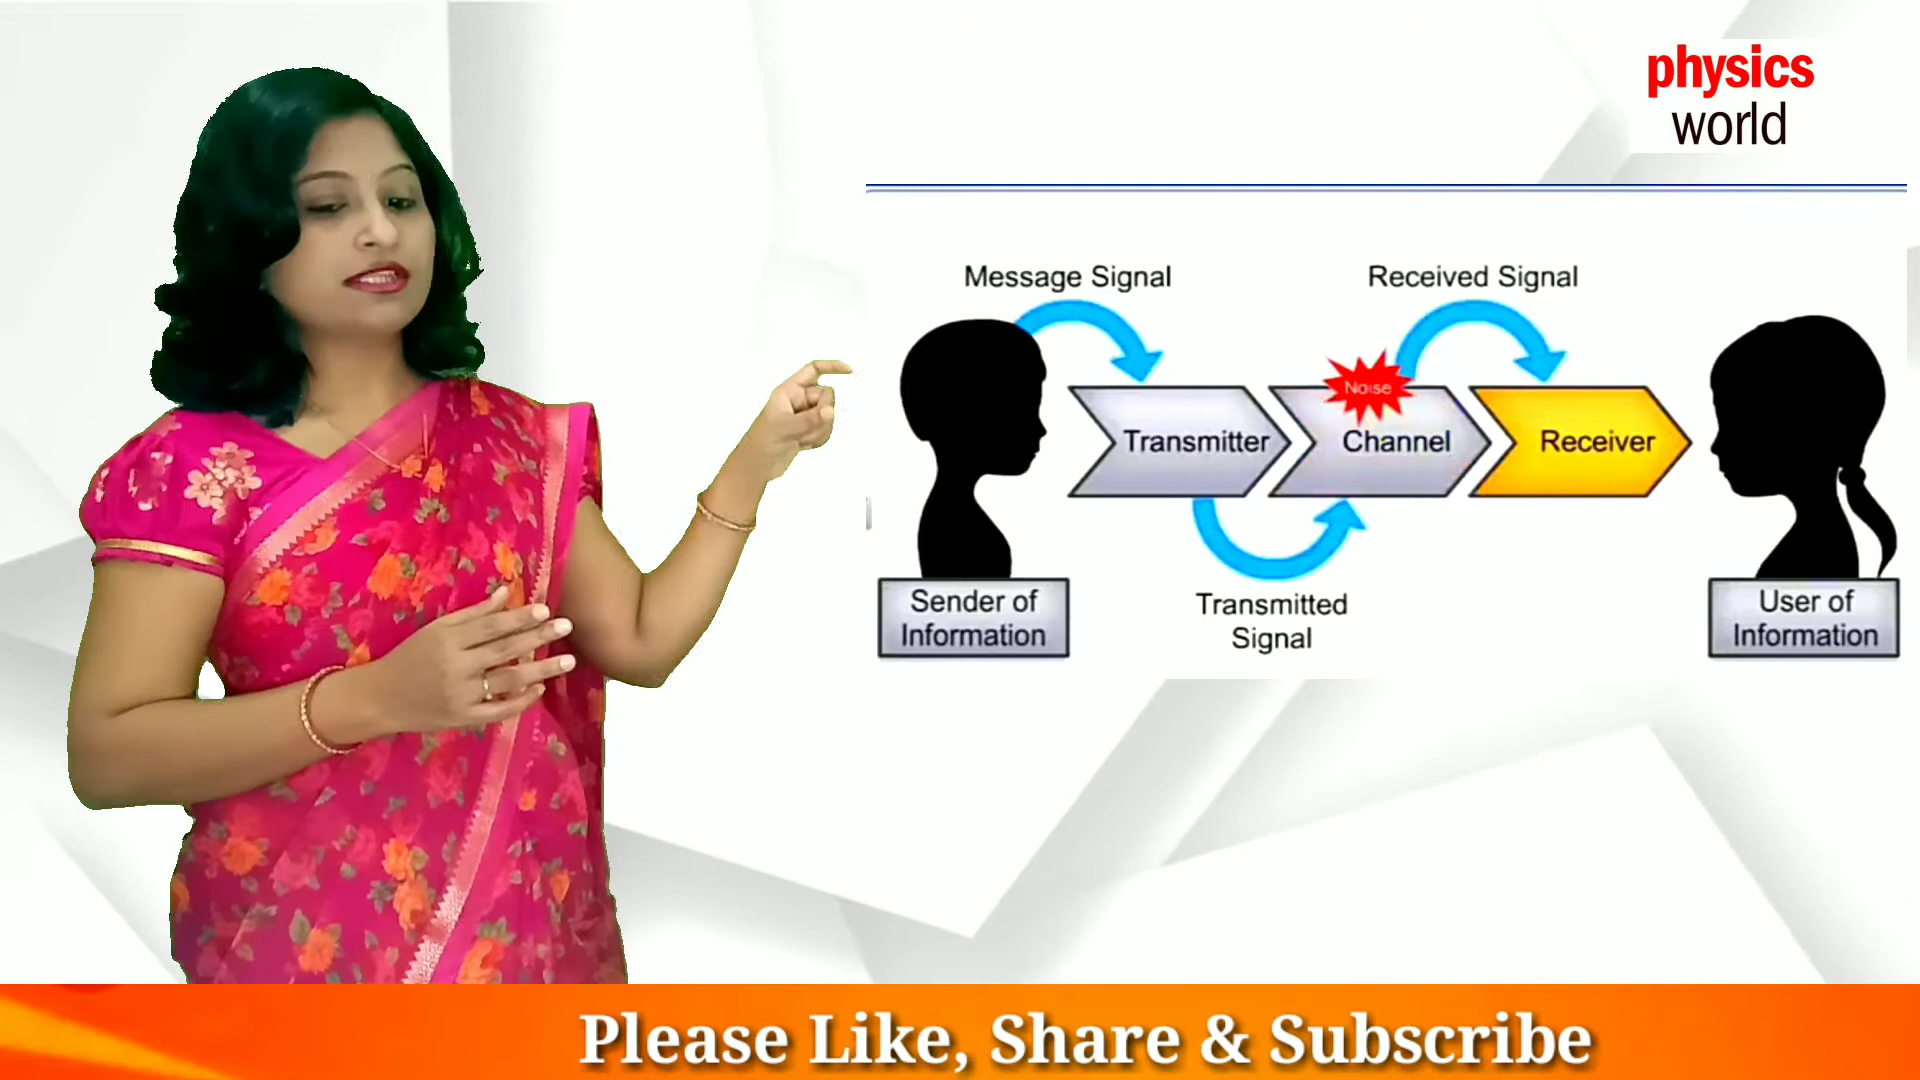 physics
world
Message Signal
Received Signal
Noise
Transmitter
Channel
Receiver
Sender of
Information
Transmitted
Signal
User of
Information
Please Like, Share & Subscribe